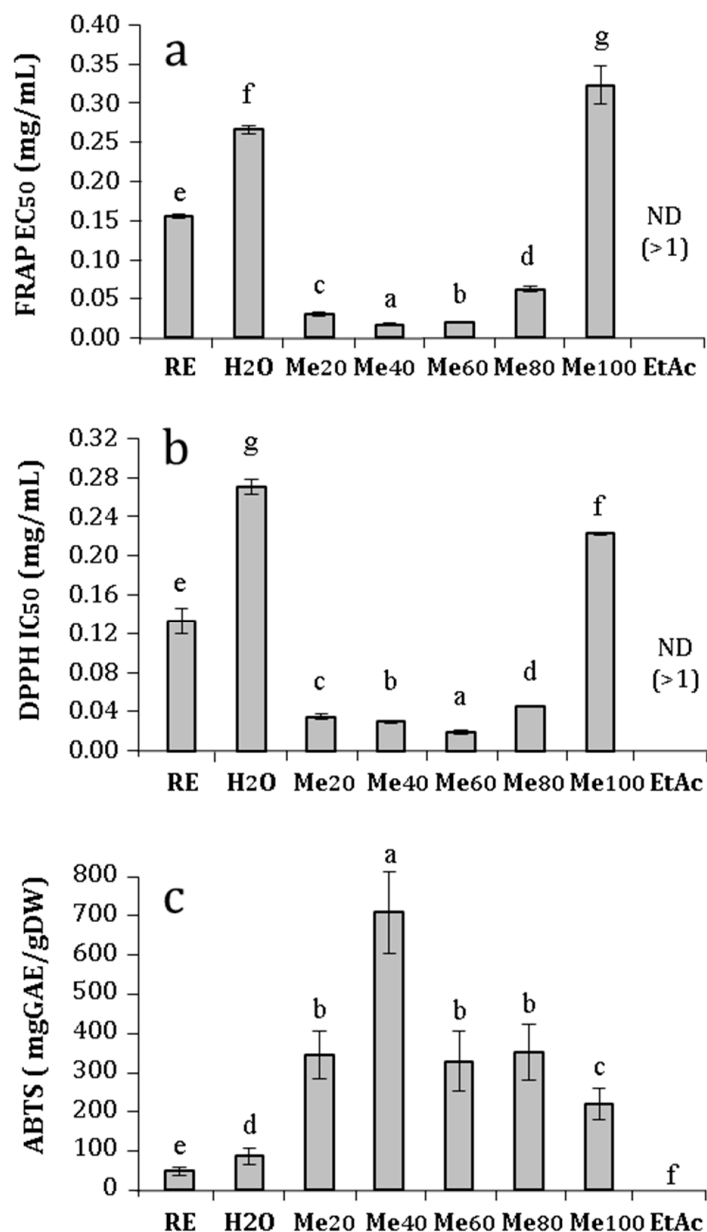 a
FRAP EC50 (mg/mL)
0.40
0.35
0.30
0.25
0.20
0.15
0.10
0.05
0.00
e
f
c
a
b
d
g
ND
(>1)
RE H2O Me20 Me40 Me60 Me80 Me100 EtAc
b
DPPH IC50 (mg/mL)
0.32
0.28
0.24
0.20
0.16
0.12
0.08
0.04
0.00
e
g
c
b
a
d
f
ND
(>1)
RE H2O Me20 Me40 Me60 Me80 Me100 EtAc
c
ABTS ( mgGAE/gDW)
800
700
600
500
400
300
200
100
0
e
d
b
a
b
b
c
f
RE H2O Me20 Me40 Me60 Me80 Me100 EtAc